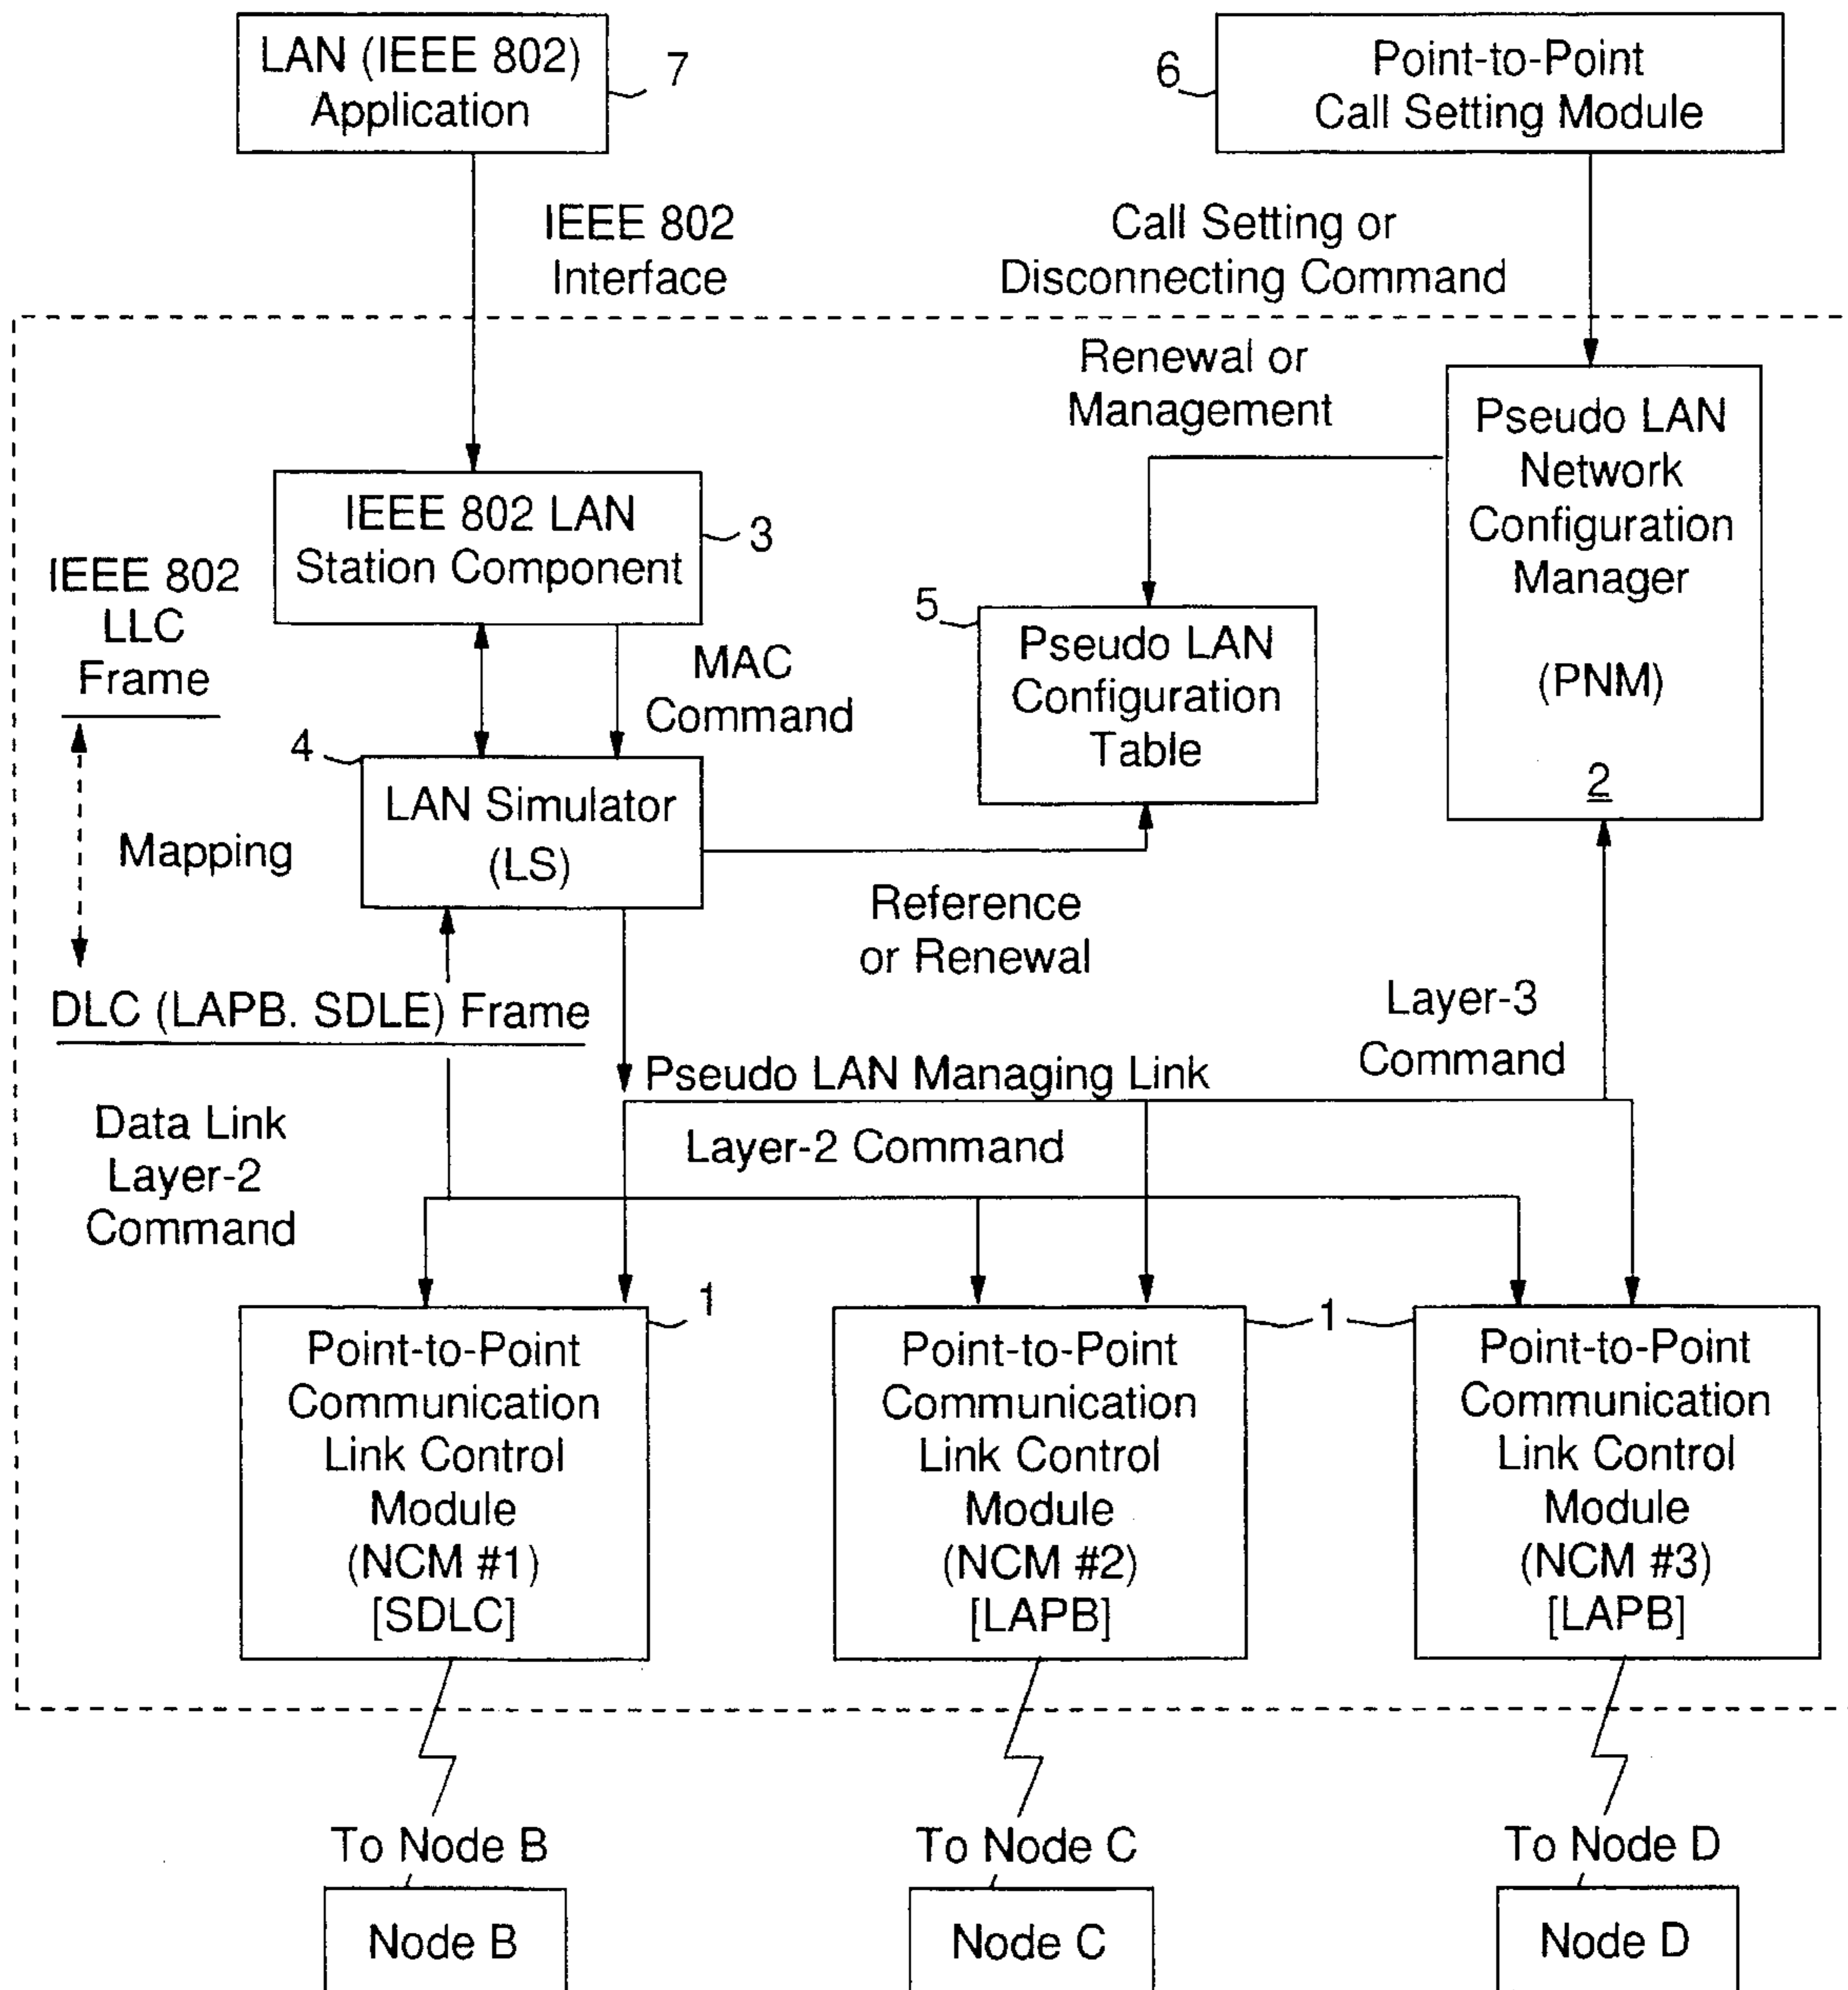 LAN (IEEE 802)
Application
7
6
Point-to-Point
Call Setting Module
IEEE 802
Interface
Call Setting or
Disconnecting Command
Renewal or
Management
Pseudo LAN
Network
Configuration
Manager
(PNM)
2
IEEE 802 LAN
Station Component
3
IEEE 802
LLC
Frame
MAC
Command
5
Pseudo LAN
Configuration
Table
4
LAN Simulator
(LS)
Mapping
Reference
or Renewal
DLC (LAPB. SDLE) Frame
Layer-3
Command
Pseudo LAN Managing Link
Data Link
Layer-2
Command
Layer-2 Command
1
Point-to-Point
Communication
Link Control
Module
(NCM #1)
[SDLC]
Point-to-Point
Communication
Link Control
Module
(NCM #2)
[LAPB]
1
Point-to-Point
Communication
Link Control
Module
(NCM #3)
[LAPB]
To Node B
To Node C
To Node D
Node B
Node C
Node D